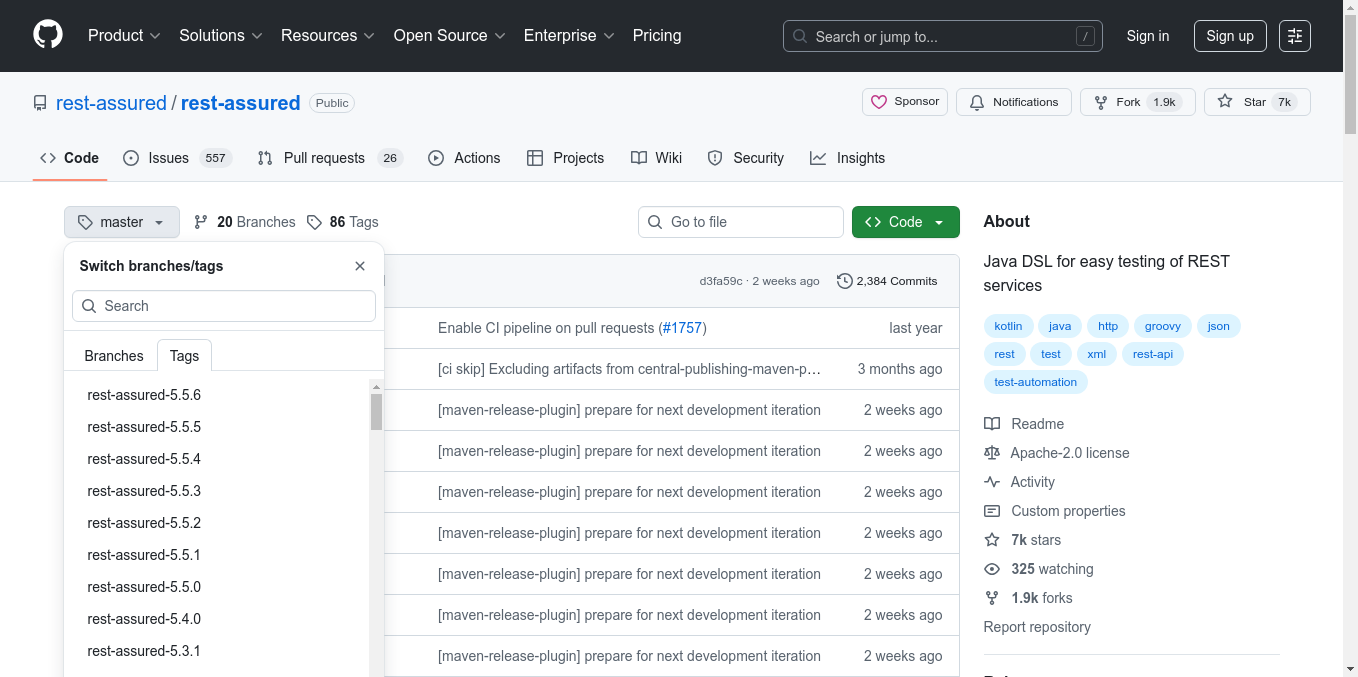 Product Solutions Resources Open Source Enterprise Pricing Search or jump to... / Sign in Sign up
rest-assured / rest-assured Public Sponsor Notifications Fork 1.9k Star 7k
Code Issues 557 Pull requests 26 Actions Projects Wiki Security Insights
master 20 Branches 86 Tags Go to file Code
Switch branches/tags
Search
Branches Tags
rest-assured-5.5.6
rest-assured-5.5.5
rest-assured-5.5.4
rest-assured-5.5.3
rest-assured-5.5.2
rest-assured-5.5.1
rest-assured-5.5.0
rest-assured-5.4.0
rest-assured-5.3.1
d3fa59c · 2 weeks ago 2,384 Commits
Enable CI pipeline on pull requests (#1757) last year
[ci skip] Excluding artifacts from central-publishing-maven-p… 3 months ago
[maven-release-plugin] prepare for next development iteration 2 weeks ago
[maven-release-plugin] prepare for next development iteration 2 weeks ago
[maven-release-plugin] prepare for next development iteration 2 weeks ago
[maven-release-plugin] prepare for next development iteration 2 weeks ago
[maven-release-plugin] prepare for next development iteration 2 weeks ago
[maven-release-plugin] prepare for next development iteration 2 weeks ago
[maven-release-plugin] prepare for next development iteration 2 weeks ago
About
Java DSL for easy testing of REST
services
kotlin java http groovy json
rest test xml rest-api
test-automation
Readme
Apache-2.0 license
Activity
Custom properties
7k stars
325 watching
1.9k forks
Report repository